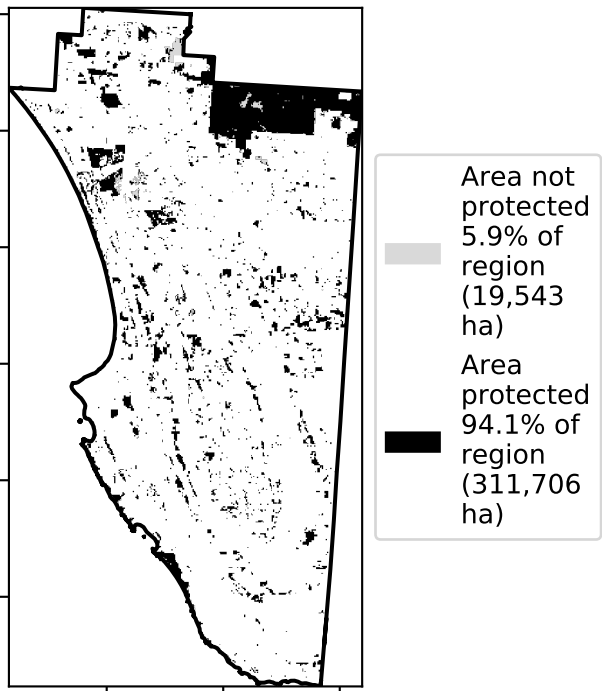 Area not
protected
5.9% of
region
(19,543
ha)
Area
protected
94.1% of
region
(311,706
ha)